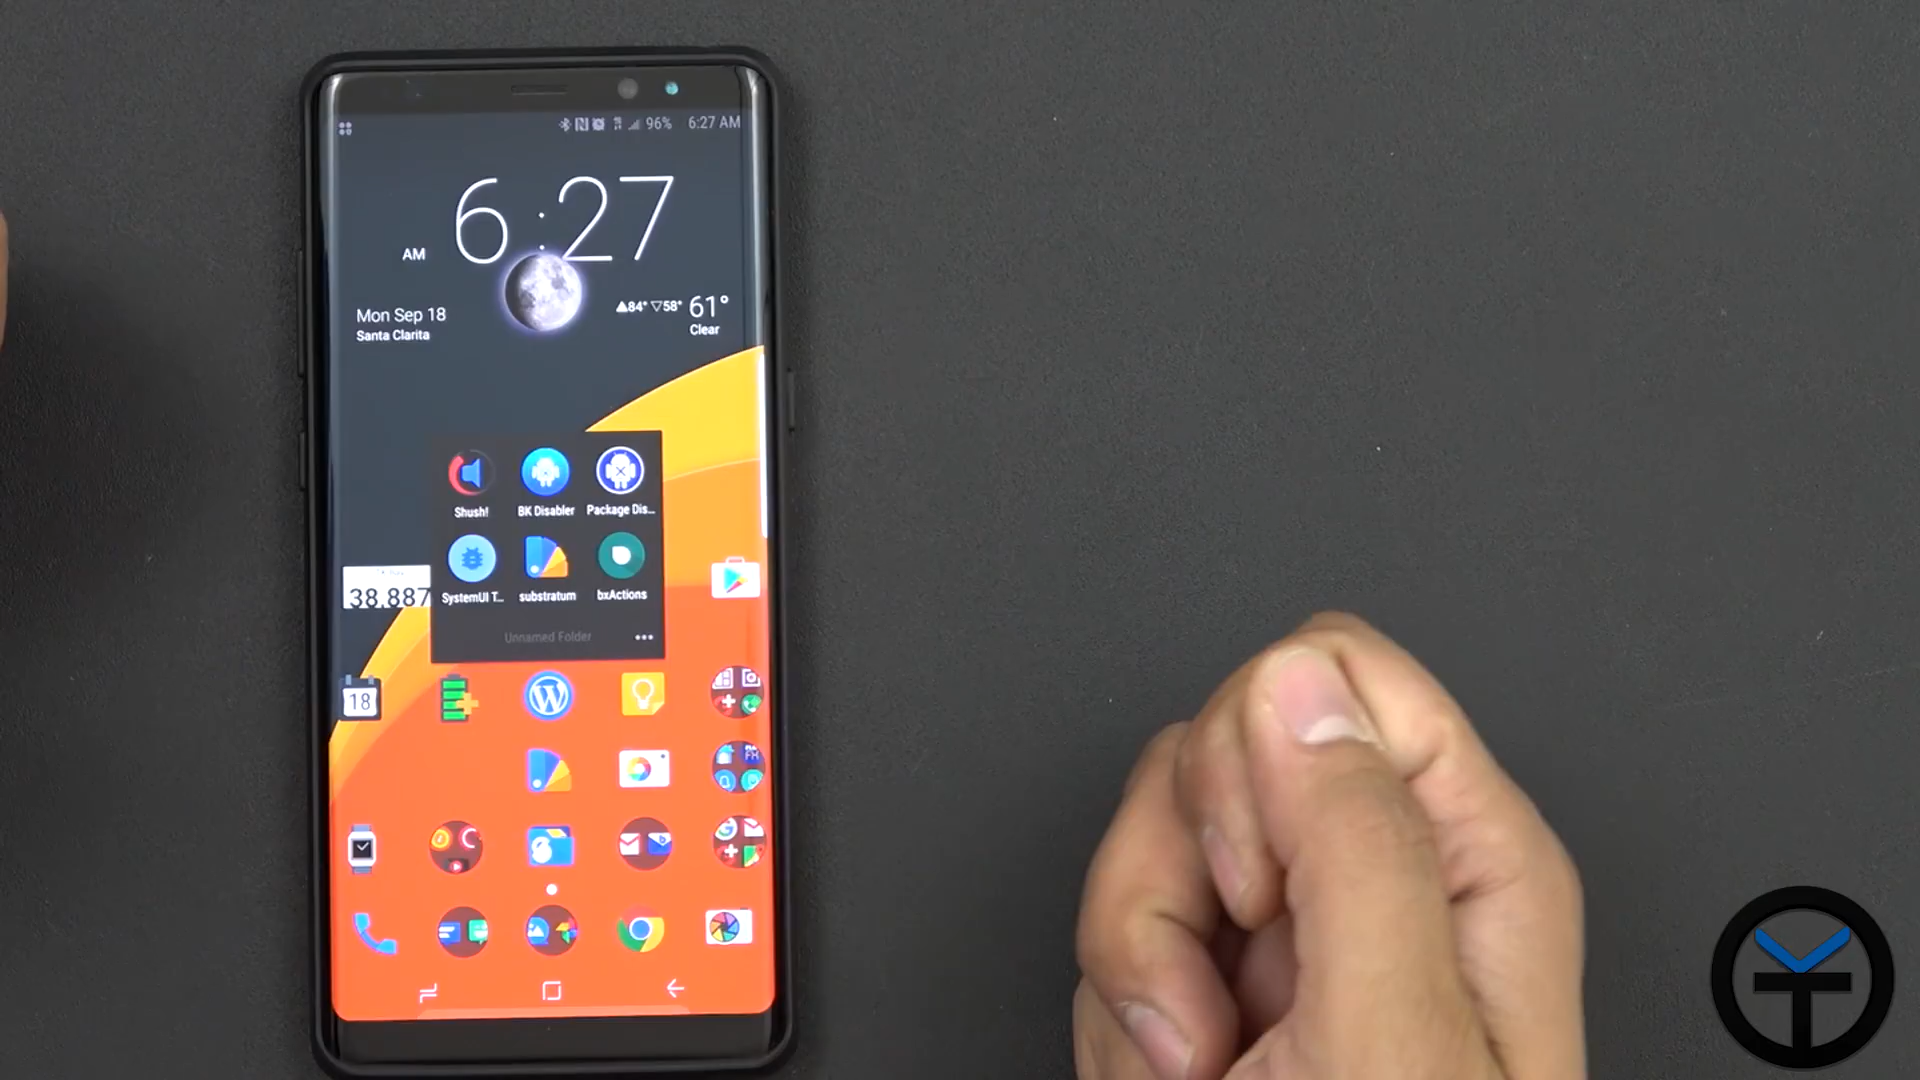 96% 6:27 AM
6:27
AM
Mon Sep 18
Santa Clarita
▲84° ▽58° 61°
Clear
Shush!
BK Disabler
Package Dis...
SystemUI T...
substratum
bxActions
38.887
Unnamed Folder
18